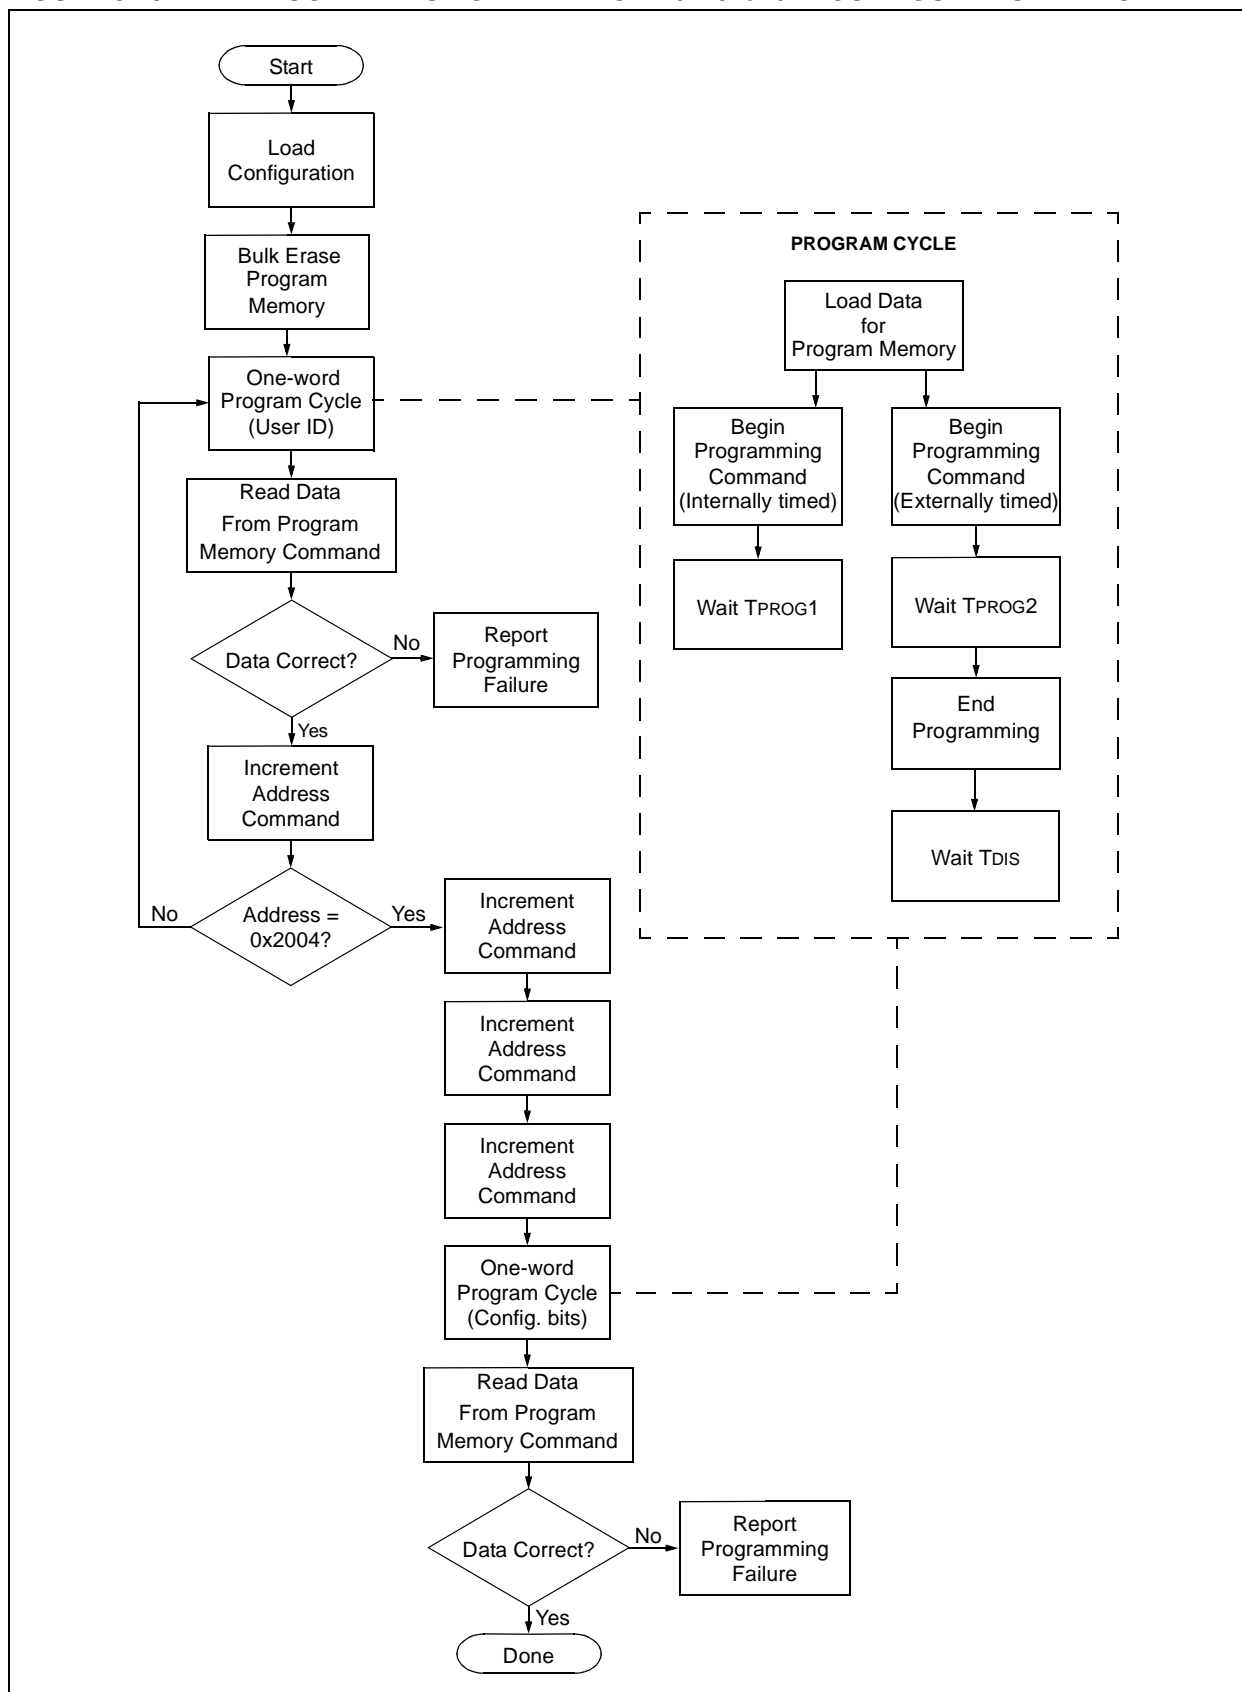 Start
Load
Configuration
Bulk Erase
Program
Memory
One-word
Program Cycle
(User ID)
Read Data
From Program
Memory Command
Data Correct?
No
Report
Programming
Failure
Yes
Increment
Address
Command
No
Address =
0x2004?
Yes
Increment
Address
Command
Increment
Address
Command
Increment
Address
Command
One-word
Program Cycle
(Config. bits)
Read Data
From Program
Memory Command
Data Correct?
No
Report
Programming
Failure
Yes
Done
PROGRAM CYCLE
Load Data
for
Program Memory
Begin
Programming
Command
(Internally timed)
Wait TPROG1
Begin
Programming
Command
(Externally timed)
Wait TPROG2
End
Programming
Wait TDIS